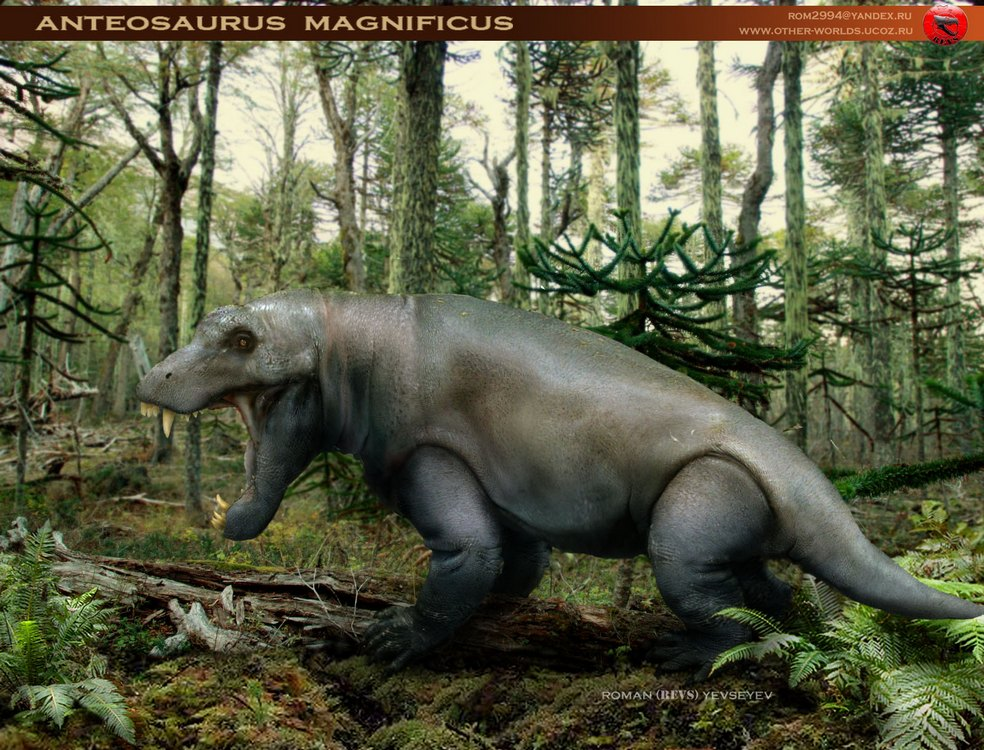 ANTEOSAURUS MAGNIFICUS
ROM2994@YANDEX.RU
WWW.OTHER-WORLDS.UCOZ.RU
ROMAN (REVS) YEVSEYEV